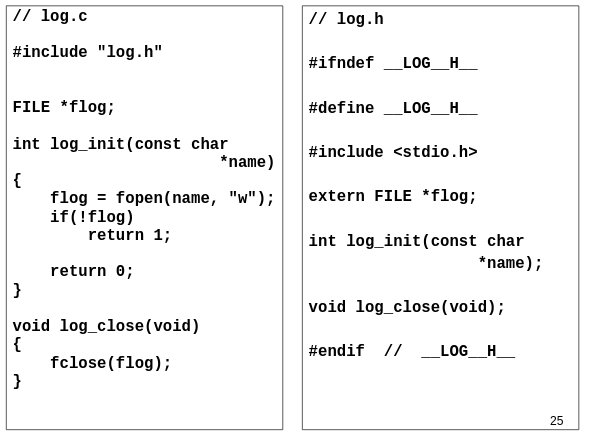 // log.c
#include "log.h"
FILE *flog;
int log_init(const char
*name)
{
flog = fopen(name, "w");
if(!flog)
return 1;
return 0;
}
void log_close(void)
{
fclose(flog);
}
// log.h
#ifndef __LOG__H__
#define __LOG__H__
#include <stdio.h>
extern FILE *flog;
int log_init(const char
*name);
void log_close(void);
#endif  //  __LOG__H__
25